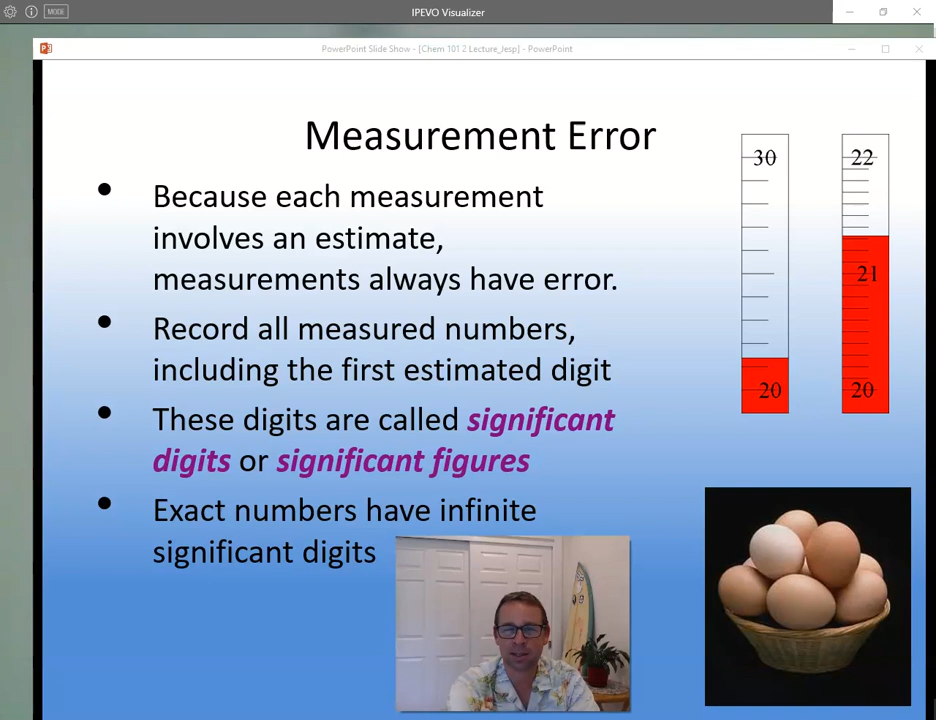 MODE
IPEVO Visualizer
PowerPoint Slide Show - [Chem 101 2 Lecture_Jesp] - PowerPoint
Measurement Error
• Because each measurement
involves an estimate,
measurements always have error.
• Record all measured numbers,
including the first estimated digit
• These digits are called significant
digits or significant figures
• Exact numbers have infinite
significant digits
30
20
22
21
20